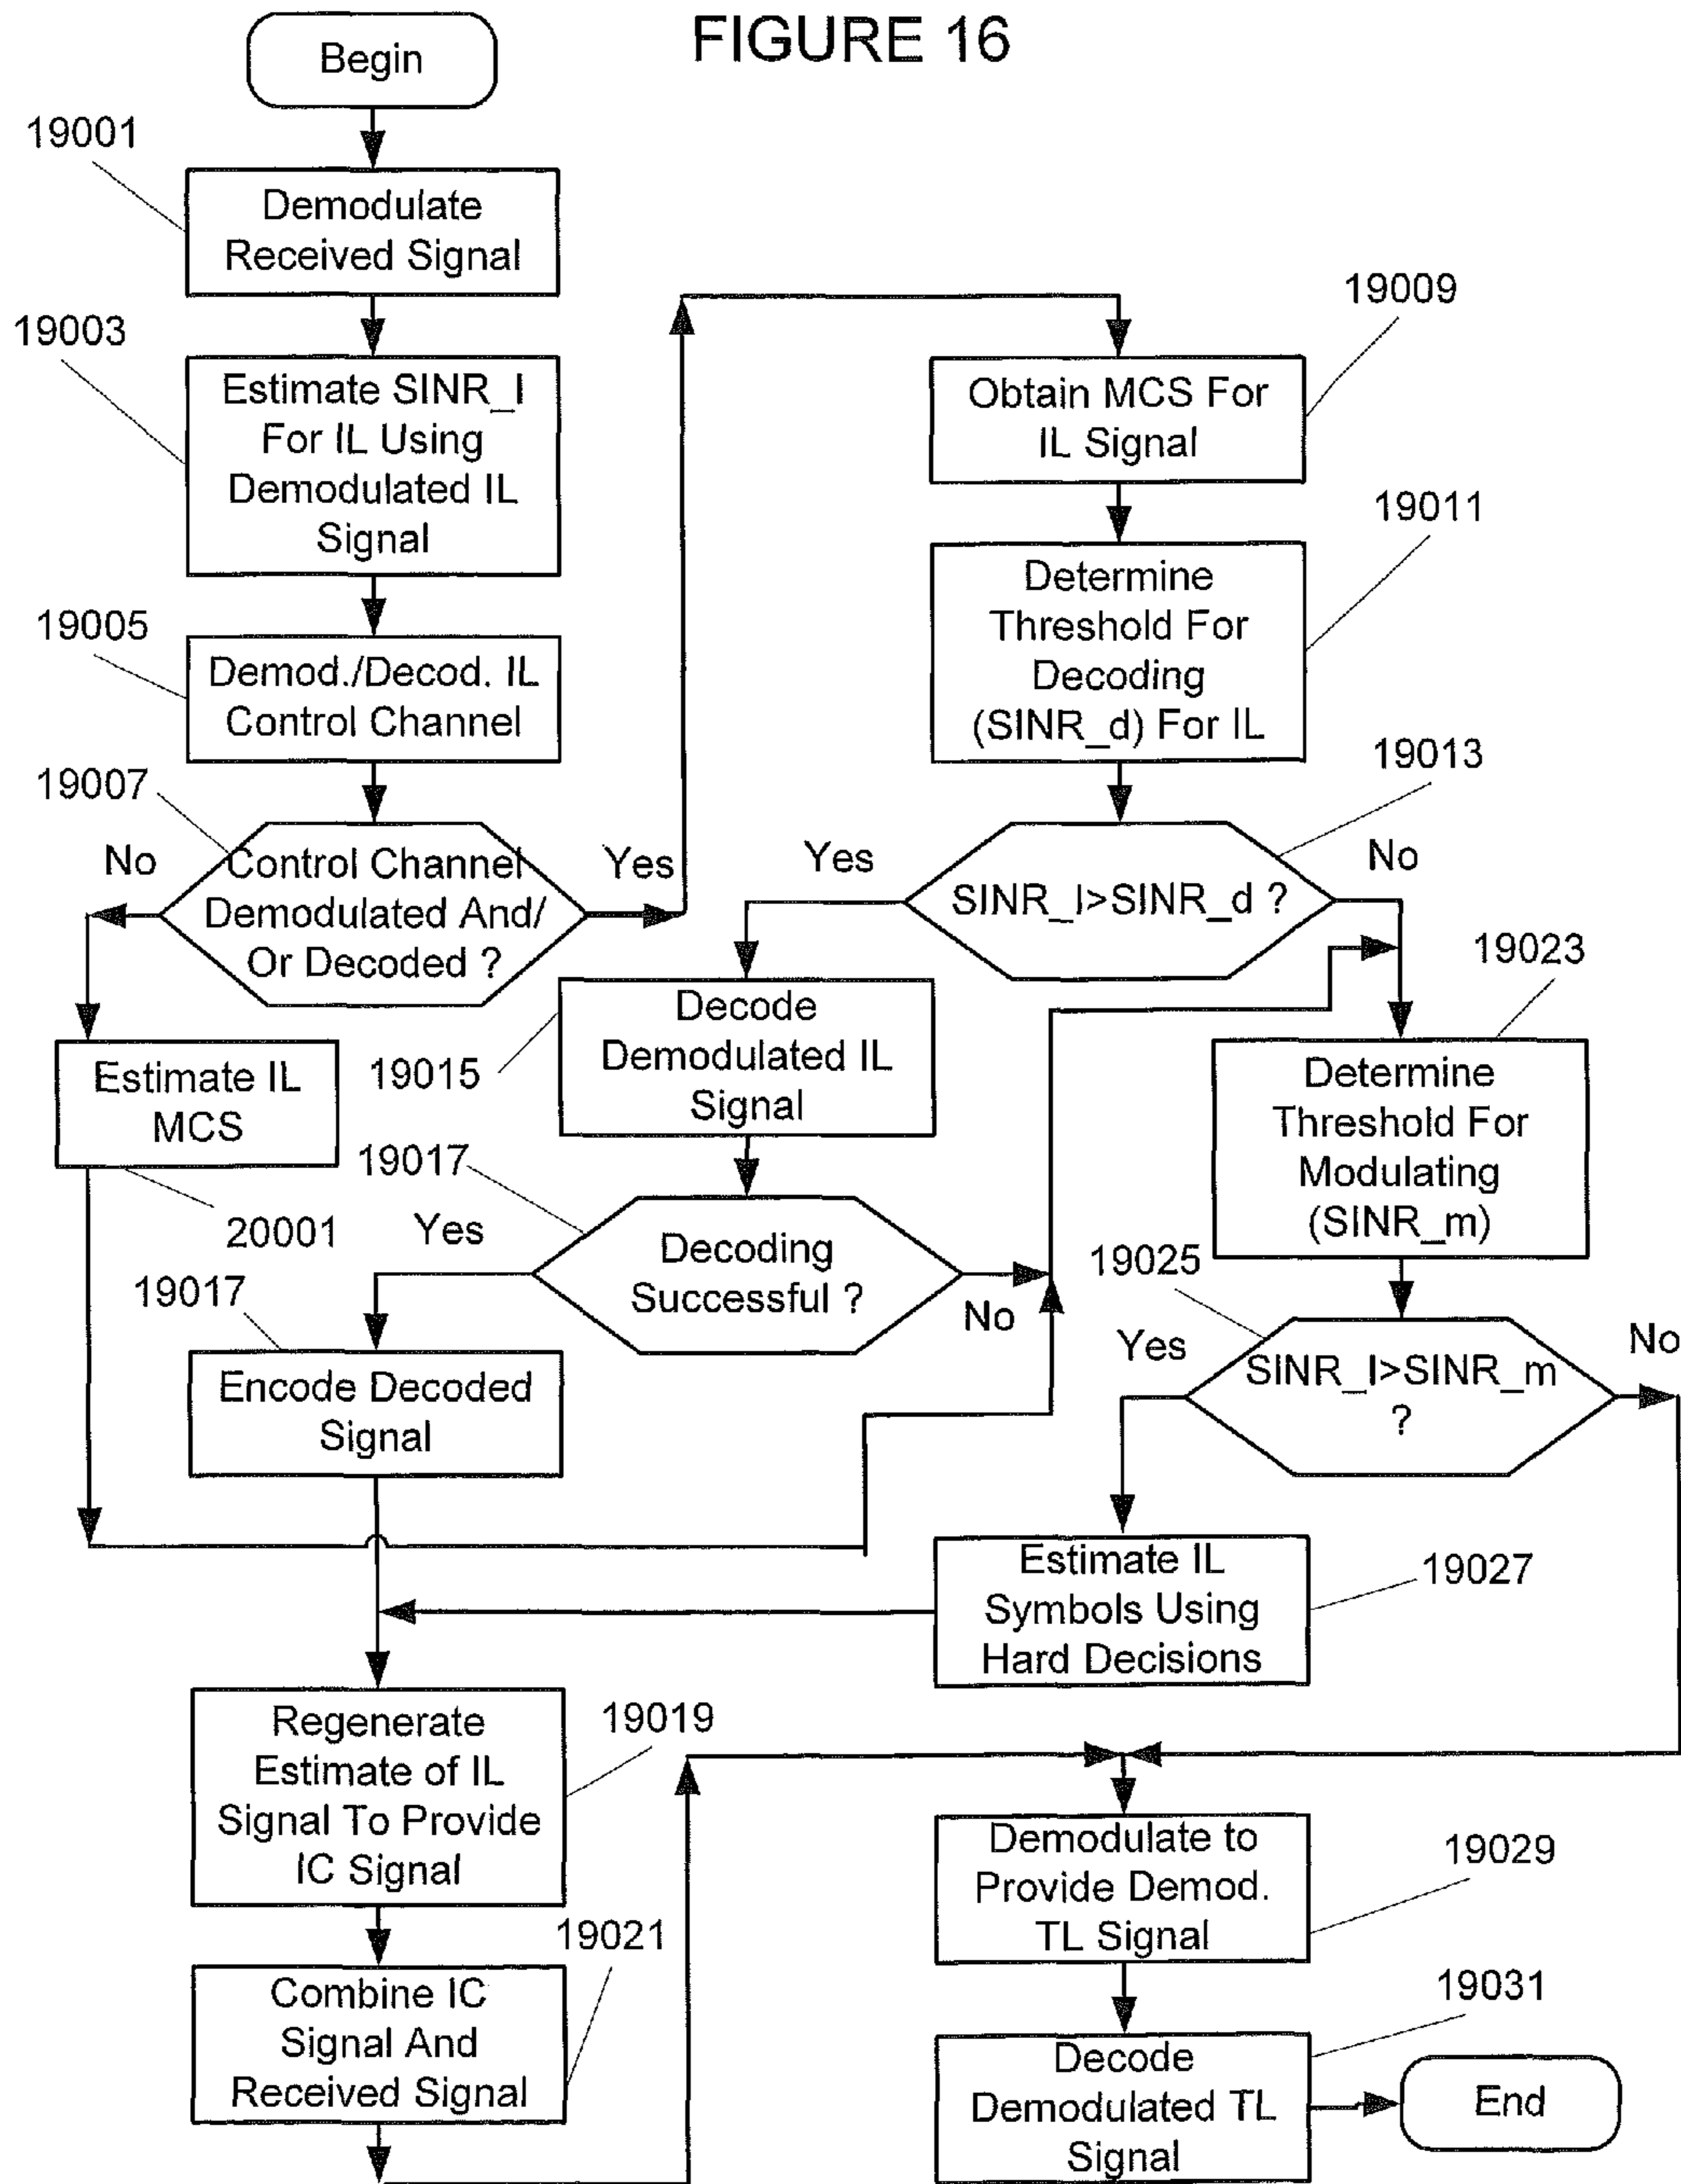 FIGURE 16
Begin
19001
Demodulate
Received Signal
19003
Estimate SINR_I
For IL Using
Demodulated IL
Signal
19005
Demod./Decod. IL
Control Channel
19007
No
Control Channel
Demodulated And/
Or Decoded ?
Yes
Estimate IL
MCS
20001
19009
Obtain MCS For
IL Signal
19011
Determine
Threshold For
Decoding
(SINR_d) For IL
19013
Yes
SINR_I>SINR_d ?
No
19015
Decode
Demodulated IL
Signal
19017
Yes
Decoding
Successful ?
No
19017
Encode Decoded
Signal
19023
Determine
Threshold For
Modulating
(SINR_m)
19025
Yes
SINR_I>SINR_m
?
No
Estimate IL
Symbols Using
Hard Decisions
19027
Regenerate
Estimate of IL
Signal To Provide
IC Signal
19019
Combine IC
Signal And
Received Signal
19021
Demodulate to
Provide Demod.
TL Signal
19029
Decode
Demodulated TL
Signal
19031
End